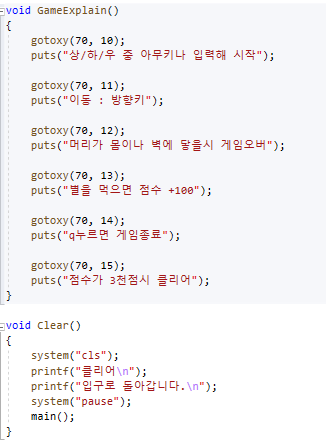 void GameExplain()
{
gotoxy(70, 10);
puts("상/하/우 중 아무키나 입력해 시작");
gotoxy(70, 11);
puts("이동 : 방향키");
gotoxy(70, 12);
puts("머리가 몸이나 벽에 닿을시 게임오버");
gotoxy(70, 13);
puts("별을 먹으면 점수 +100");
gotoxy(70, 14);
puts("q누르면 게임종료");
gotoxy(70, 15);
puts("점수가 3천점시 클리어");
}
void Clear()
{
system("cls");
printf("클리어\n");
printf("입구로 돌아갑니다.\n");
system("pause");
main();
}